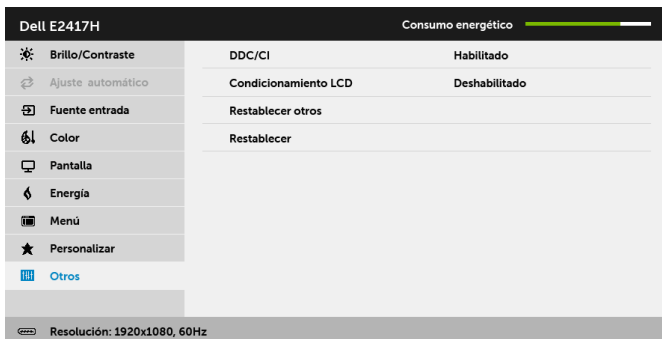 Dell E2417H Consumo energético
Brillo/Contraste DDC/CI Habilitado
Ajuste automático Condicionamiento LCD Deshabilitado
Fuente entrada Restablecer otros
Color Restablecer
Pantalla
Energía
Menú
Personalizar
Otros
Resolución: 1920x1080, 60Hz